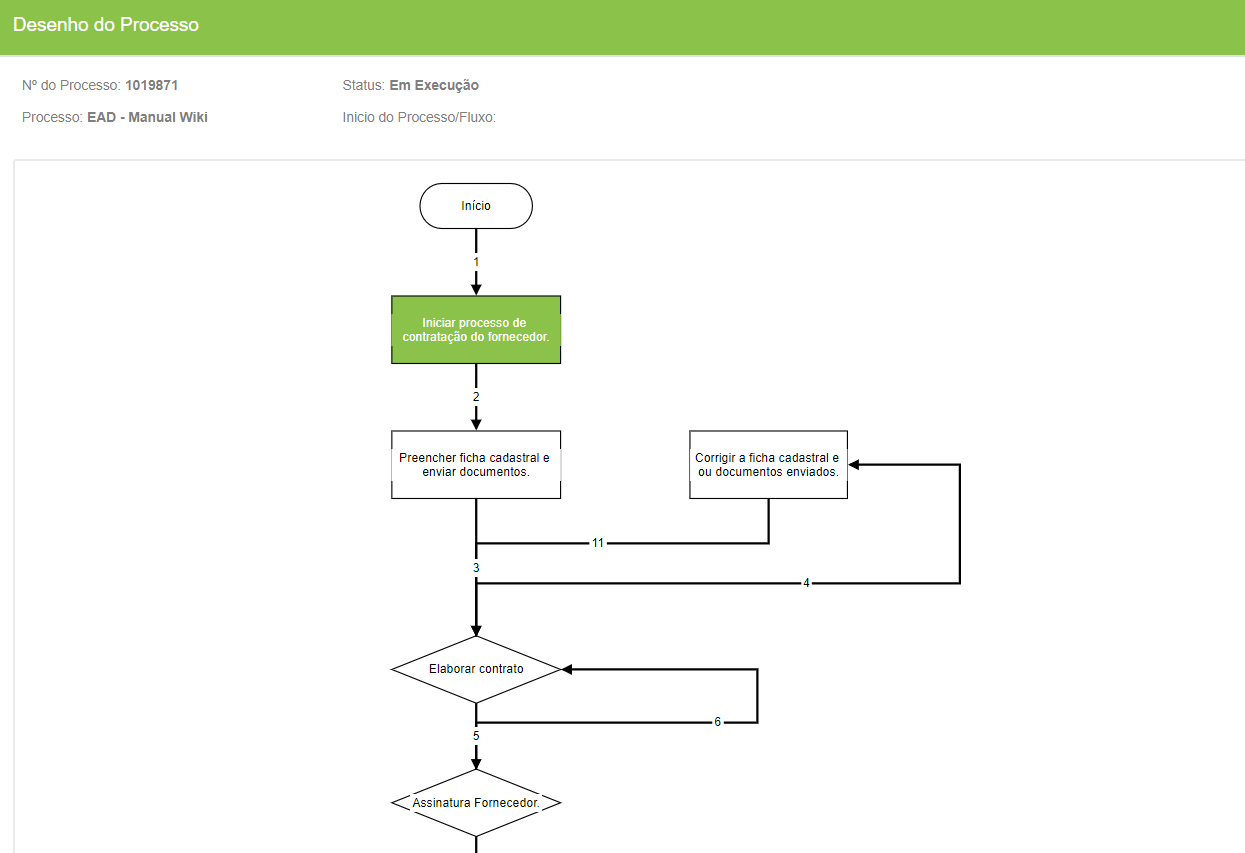 Desenho do Processo
Nº do Processo: 1019871
Status: Em Execução
Processo: EAD - Manual Wiki
Inicio do Processo/Fluxo:
Início
1
Iniciar processo de
contratação do fornecedor.
2
Preencher ficha cadastral e
enviar documentos.
Corrigir a ficha cadastral e
ou documentos enviados.
11
3
4
Elaborar contrato
6
5
Assinatura Fornecedor.